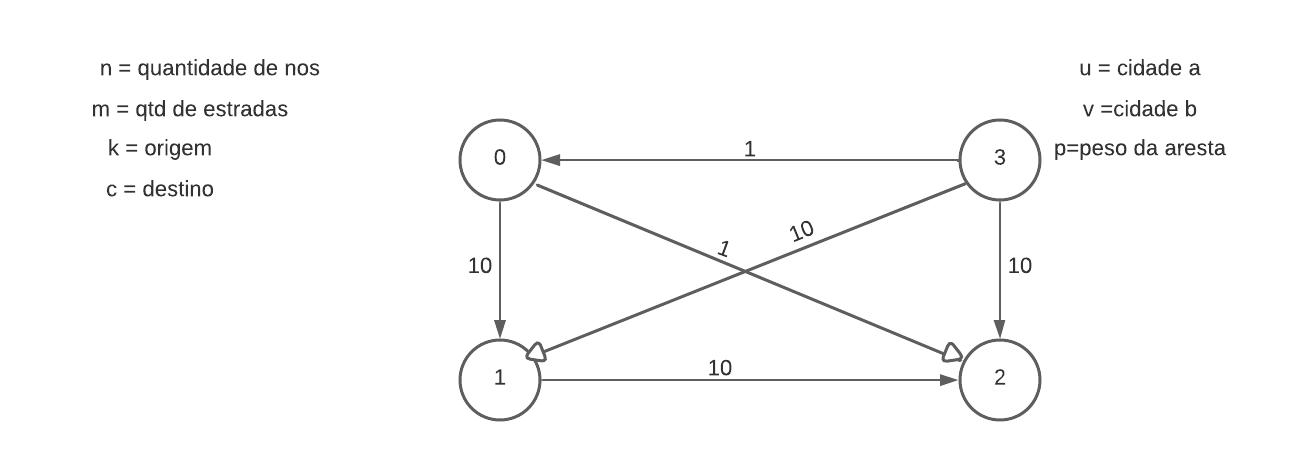 n = quantidade de nos
m = qtd de estradas
k = origem
c = destino
u = cidade a
v =cidade b
p=peso da aresta
0
1
3
10
1
10
10
1
10
2